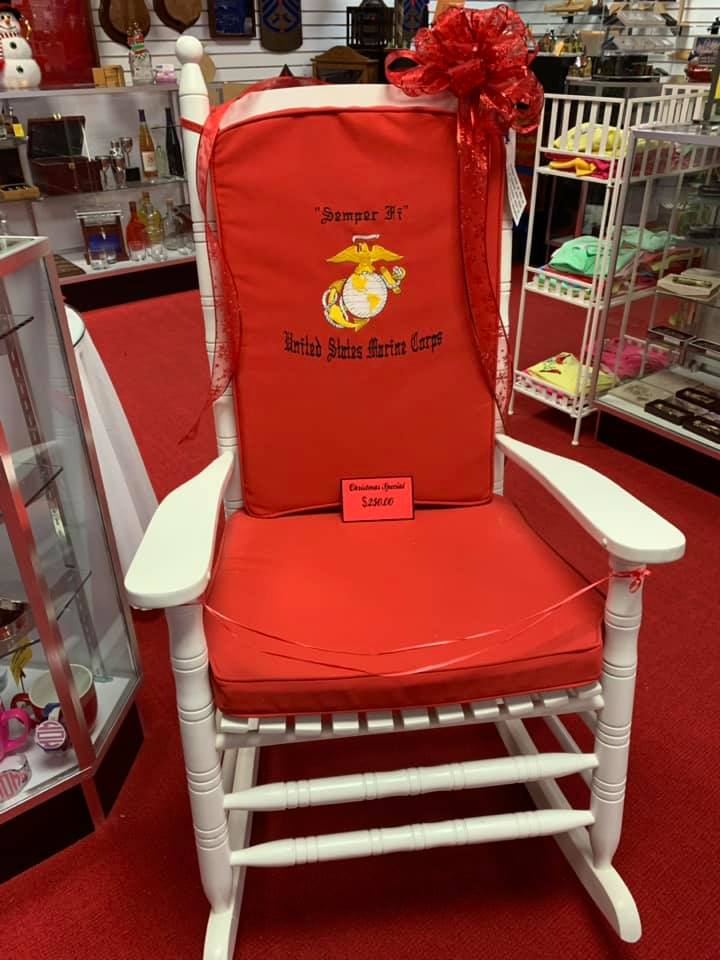 "Semper Fi"
United States Marine Corps
Christmas Special
$250.00